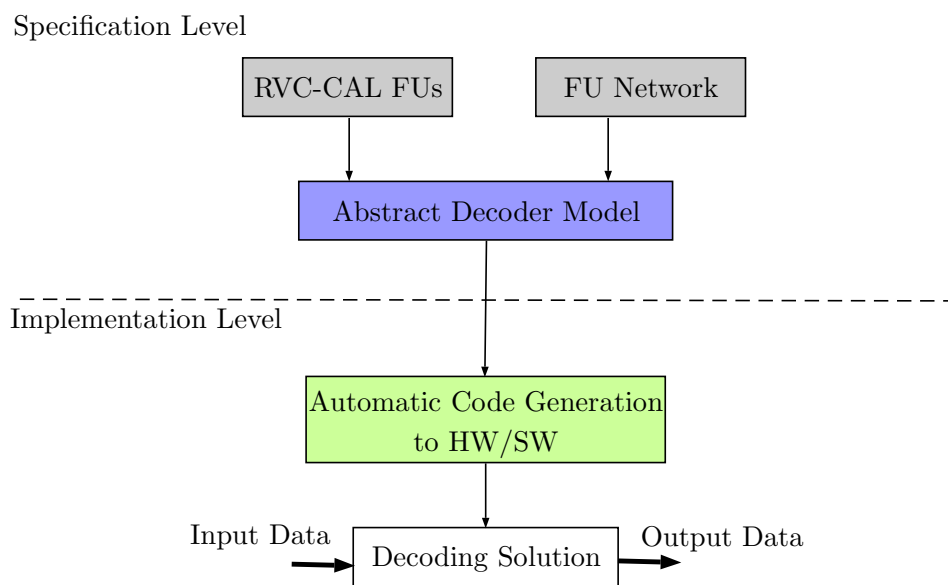 Specification Level
RVC-CAL FUs
FU Network
Abstract Decoder Model
Implementation Level
Automatic Code Generation
to HW/SW
Input Data
Decoding Solution
Output Data